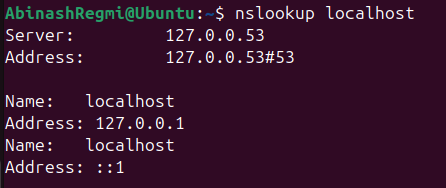 AbinashRegmi@Ubuntu:~$ nslookup localhost
Server:         127.0.0.53
Address:        127.0.0.53#53

Name:   localhost
Address: 127.0.0.1
Name:   localhost
Address: ::1